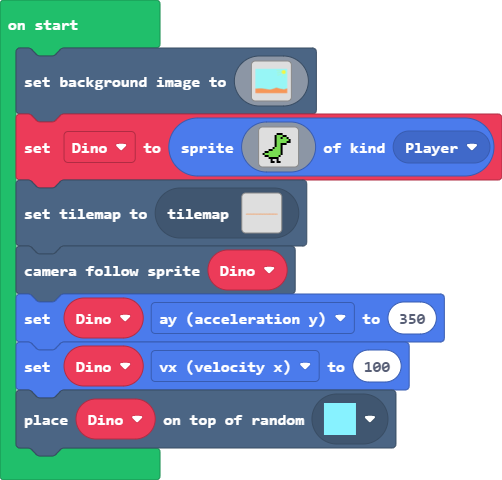 on start
set background image to
set Dino to sprite of kind Player
set tilemap to tilemap
camera follow sprite Dino
set Dino ay (acceleration y) to 350
set Dino vx (velocity x) to 100
place Dino on top of random